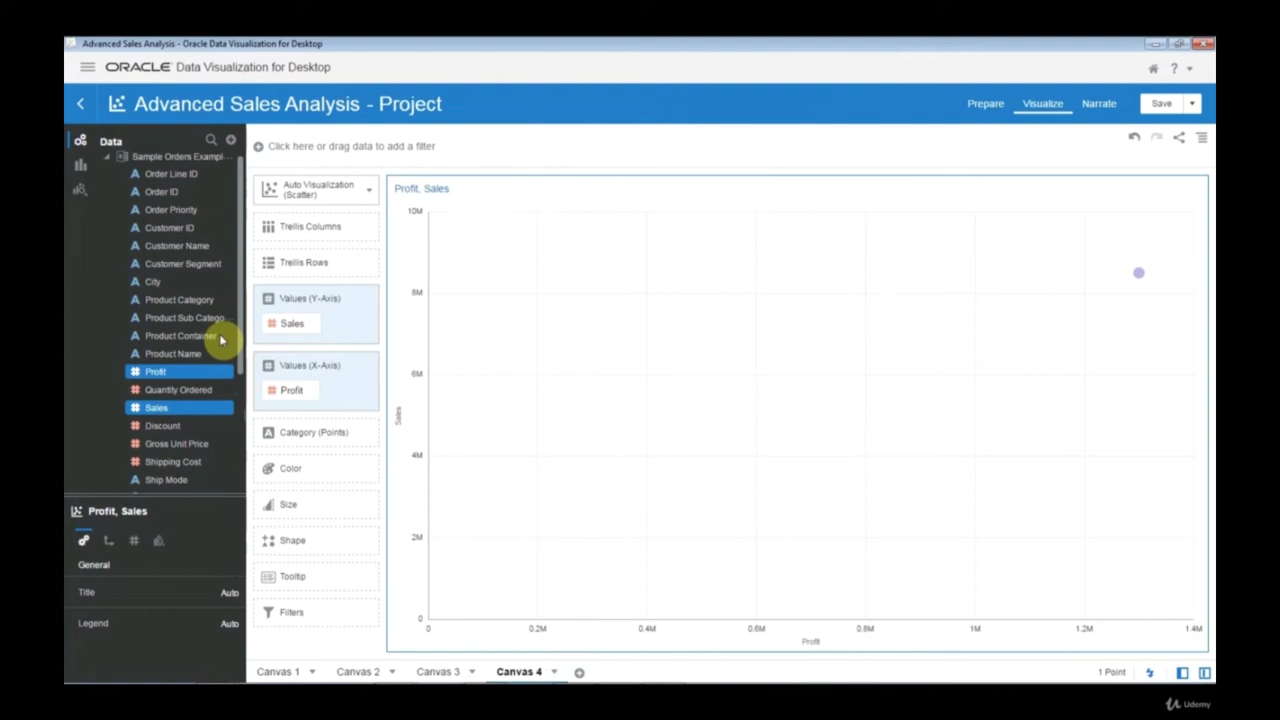 Advanced Sales Analysis - Oracle Data Visualization for Desktop
ORACLE Data Visualization for Desktop
?
Advanced Sales Analysis - Project
Prepare
Visualize
Narrate
Save
Data
Sample Orders Exampl...
A Order Line ID
A Order ID
A Order Priority
A Customer ID
A Customer Name
A Customer Segment
A City
A Product Category
A Product Sub Catego...
A Product Container
A Product Name
# Profit
# Quantity Ordered
# Sales
# Discount
# Gross Unit Price
# Shipping Cost
A Ship Mode
Profit, Sales
General
Title Auto
Legend Auto
Click here or drag data to add a filter
Auto Visualization
(Scatter)
Trellis Columns
Trellis Rows
Values (Y-Axis)
# Sales
Values (X-Axis)
# Profit
A Category (Points)
Color
Size
Shape
Tooltip
Filters
Profit, Sales
10M
8M
6M
4M
2M
0
Sales
0 0.2M 0.4M 0.6M 0.8M 1M 1.2M 1.4M
Profit
Canvas 1
Canvas 2
Canvas 3
Canvas 4
1 Point
Udemy